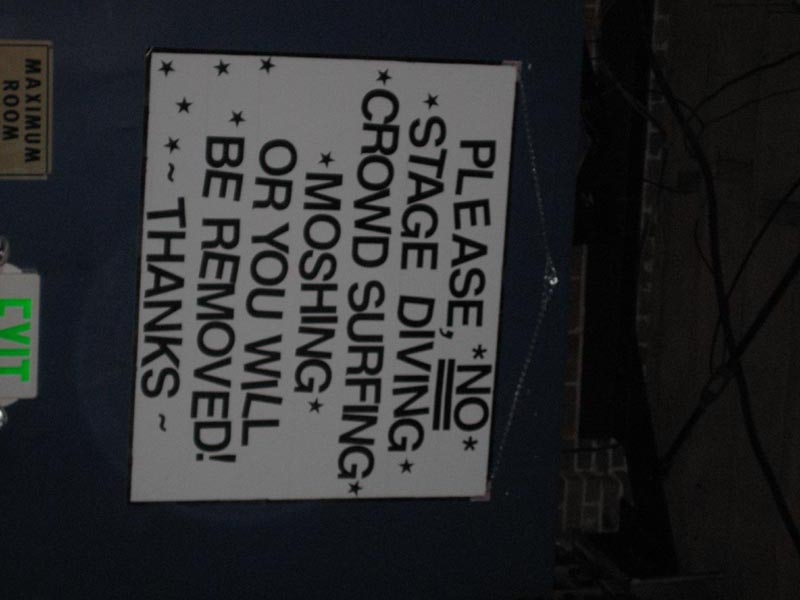 PLEASE, *NO*
★STAGE DIVING★
★CROWD SURFING★
★MOSHING★
OR YOU WILL
BE REMOVED!
~ THANKS ~
MAXIMUM
ROOM
EXIT